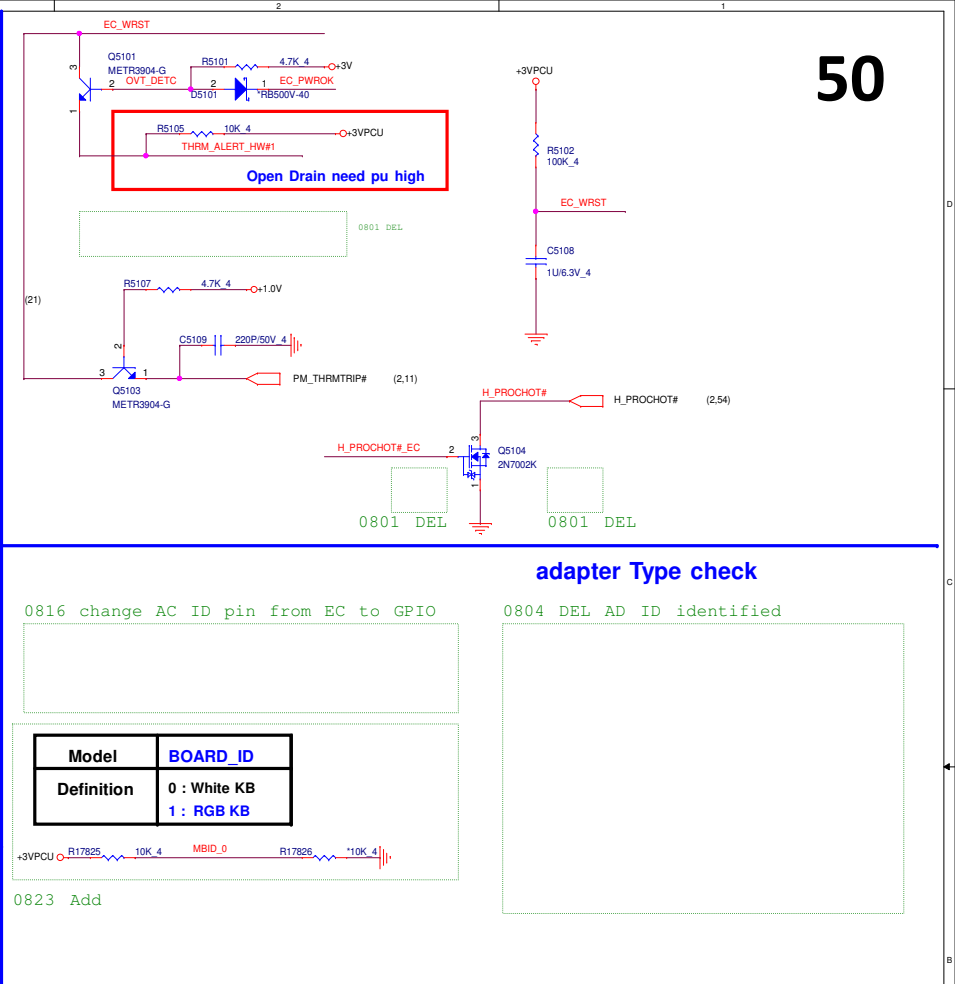 2
1
EC_WRST
50
3
Q5101
METR3904-G
R5101
4.7K_4
+3V
OVT_DETC
2
D5101
2
1
EC_PWROK
*RB500V-40
1
+3VPCU
R5105
10K_4
+3VPCU
THRM_ALERT_HW#1
Open Drain need pu high
R5102
100K_4
EC_WRST
D
0801 DEL
C5108
1U/6.3V_4
R5107
4.7K_4
+1.0V
(21)
C5109
220P/50V_4
2
3
1
PM_THRMTRIP#
(2,11)
Q5103
METR3904-G
H_PROCHOT#
H_PROCHOT#
(2,54)
H_PROCHOT#_EC
2
3
Q5104
2N7002K
1
0801 DEL
0801 DEL
adapter Type check
C
0816 change AC ID pin from EC to GPIO
0804 DEL AD ID identified
Model
BOARD_ID
Definition
0 : White KB
1 : RGB KB
+3VPCU
R17825
10K_4
MBID_0
R17826
*10K_4
0823 Add
B